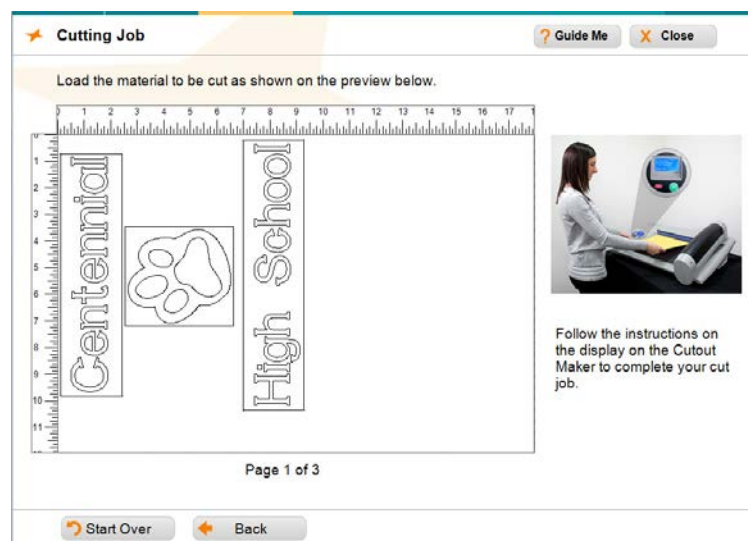 Cutting Job
? Guide Me
X Close
Load the material to be cut as shown on the preview below.
0 1 2 3 4 5 6 7 8 9 10 11 12 13 14 15 16 17 1
0
1
2
3
4
5
6
7
8
9
10
11
Centennial
High School
Follow the instructions on
the display on the Cutout
Maker to complete your cut
job.
Page 1 of 3
Start Over
Back